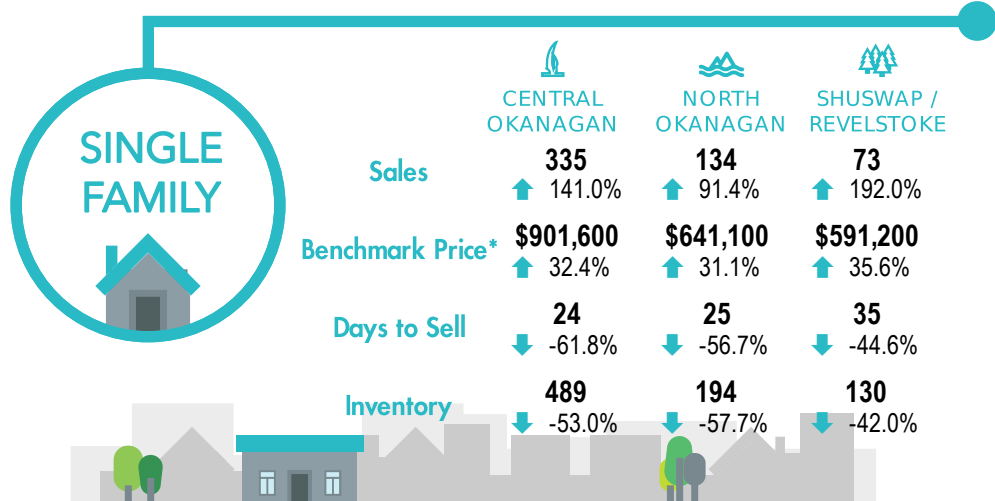 SINGLE
FAMILY
CENTRAL
OKANAGAN
NORTH
OKANAGAN
SHUSWAP /
REVELSTOKE
Sales
335
134
73
141.0%
91.4%
192.0%
Benchmark Price*
$901,600
$641,100
$591,200
32.4%
31.1%
35.6%
Days to Sell
24
25
35
-61.8%
-56.7%
-44.6%
Inventory
489
194
130
-53.0%
-57.7%
-42.0%